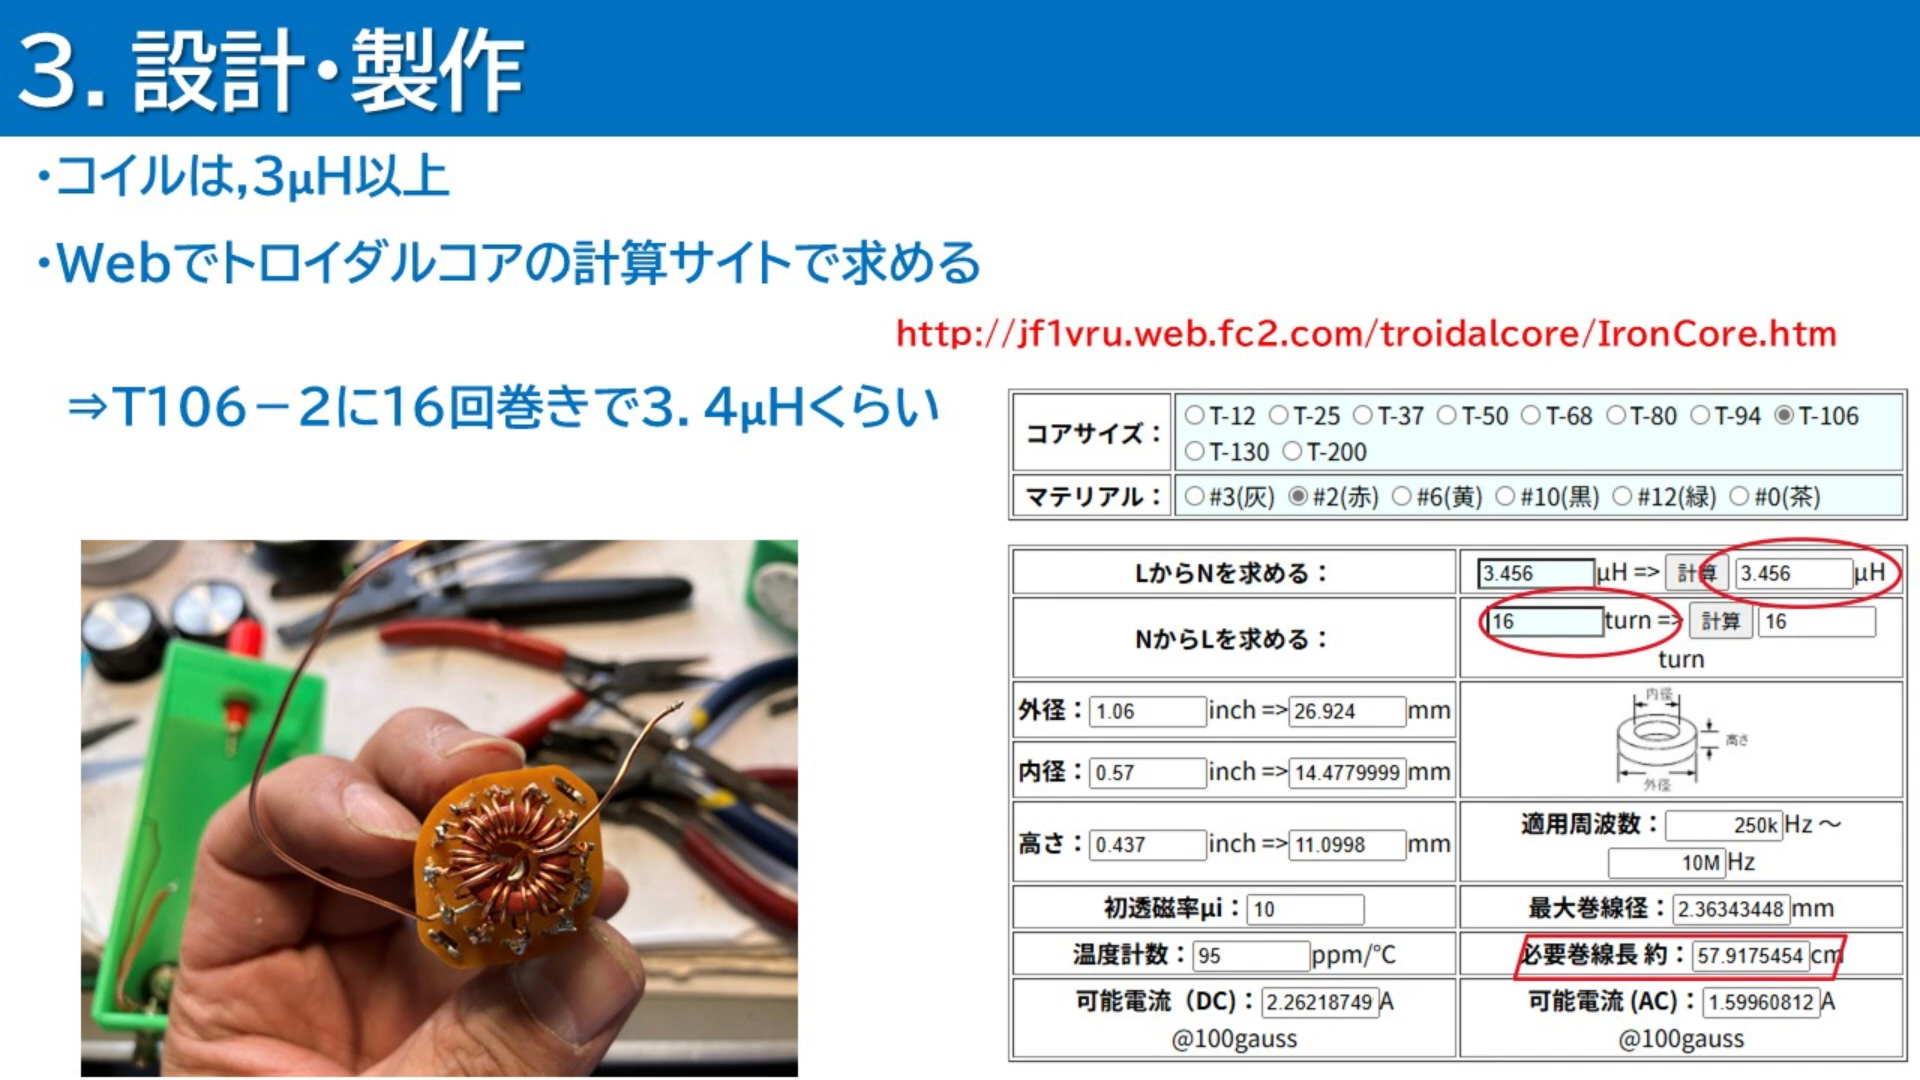 3. 設計・製作
・コイルは,3μH以上
・Webでトロイダルコアの計算サイトで求める
http://jf1vru.web.fc2.com/troidalcore/IronCore.htm
⇒T106－2に16回巻きで3. 4μHくらい
コアサイズ： T-12 T-25 T-37 T-50 T-68 T-80 T-94 T-106
T-130 T-200
マテリアル： #3(灰) #2(赤) #6(黄) #10(黒) #12(緑) #0(茶)
LからNを求める： 3.456 μH => 計算 3.456 μH
NからLを求める： 16 turn => 計算 16
turn
外径： 1.06 inch => 26.924 mm
内径
高さ
外径
内径： 0.57 inch => 14.4779999 mm
高さ： 0.437 inch => 11.0998 mm
適用周波数： 250k Hz ～
10M Hz
初透磁率μi： 10
最大巻線径： 2.36343448 mm
温度計数： 95 ppm/℃
必要巻線長 約： 57.9175454 cm
可能電流（DC)： 2.26218749 A
@100gauss
可能電流 (AC)： 1.59960812 A
@100gauss